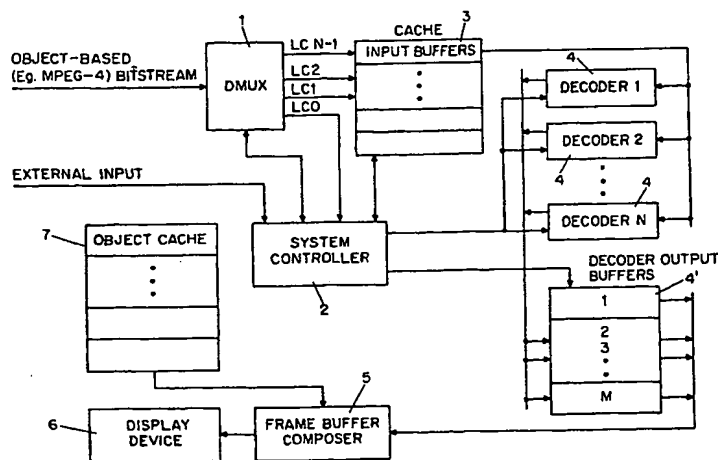 1
CACHE
3
OBJECT-BASED
(Eg. MPEG-4) BITSTREAM
DMUX
LC N-1
LC2
LC1
LC0
INPUT BUFFERS
4
DECODER 1
DECODER 2
4
4
DECODER N
EXTERNAL INPUT
7
OBJECT CACHE
SYSTEM
CONTROLLER
2
DECODER OUTPUT
BUFFERS
4'
1
2
3
M
5
FRAME BUFFER
COMPOSER
6
DISPLAY
DEVICE